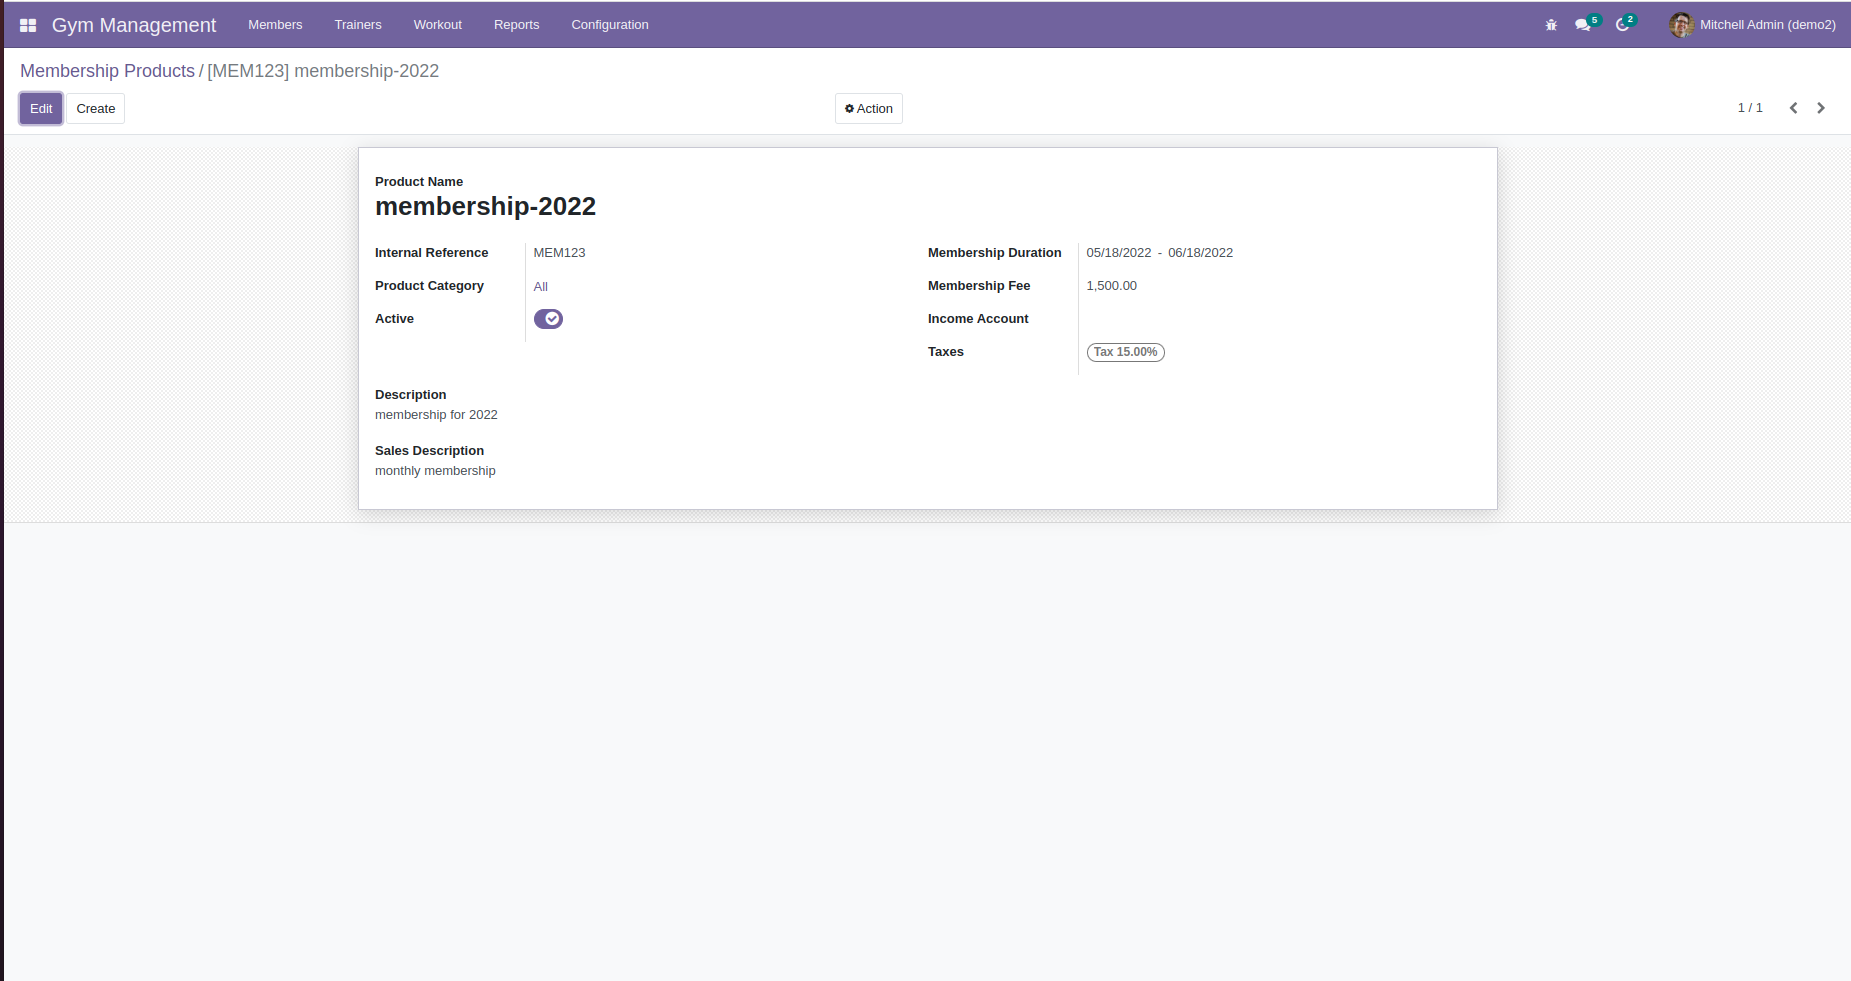 Gym Management Members Trainers Workout Reports Configuration 5 2 Mitchell Admin (demo2)
Membership Products / [MEM123] membership-2022
Edit Create Action 1 / 1
Product Name
membership-2022
Internal Reference MEM123 Membership Duration 05/18/2022 - 06/18/2022
Product Category All Membership Fee 1,500.00
Active Income Account
Taxes Tax 15.00%
Description
membership for 2022
Sales Description
monthly membership